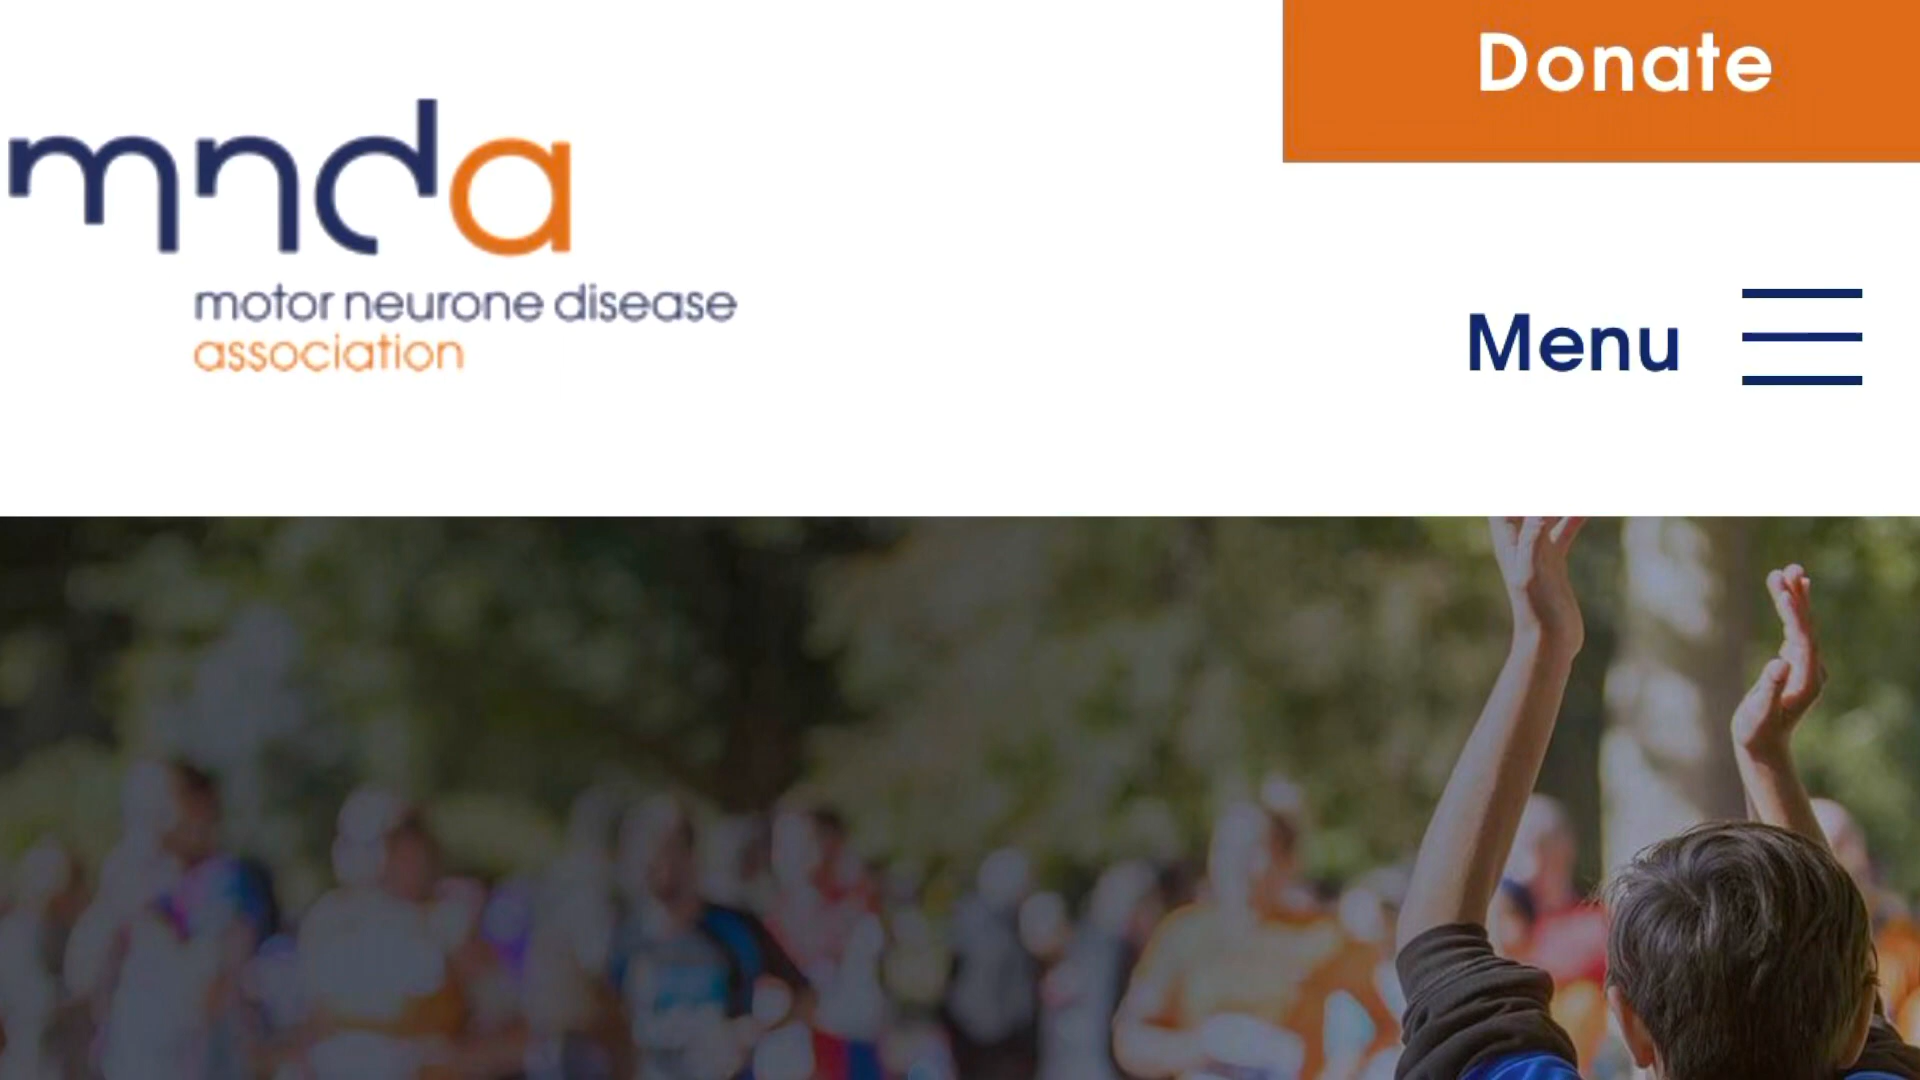 Donate
mnda
motor neurone disease
association
Menu